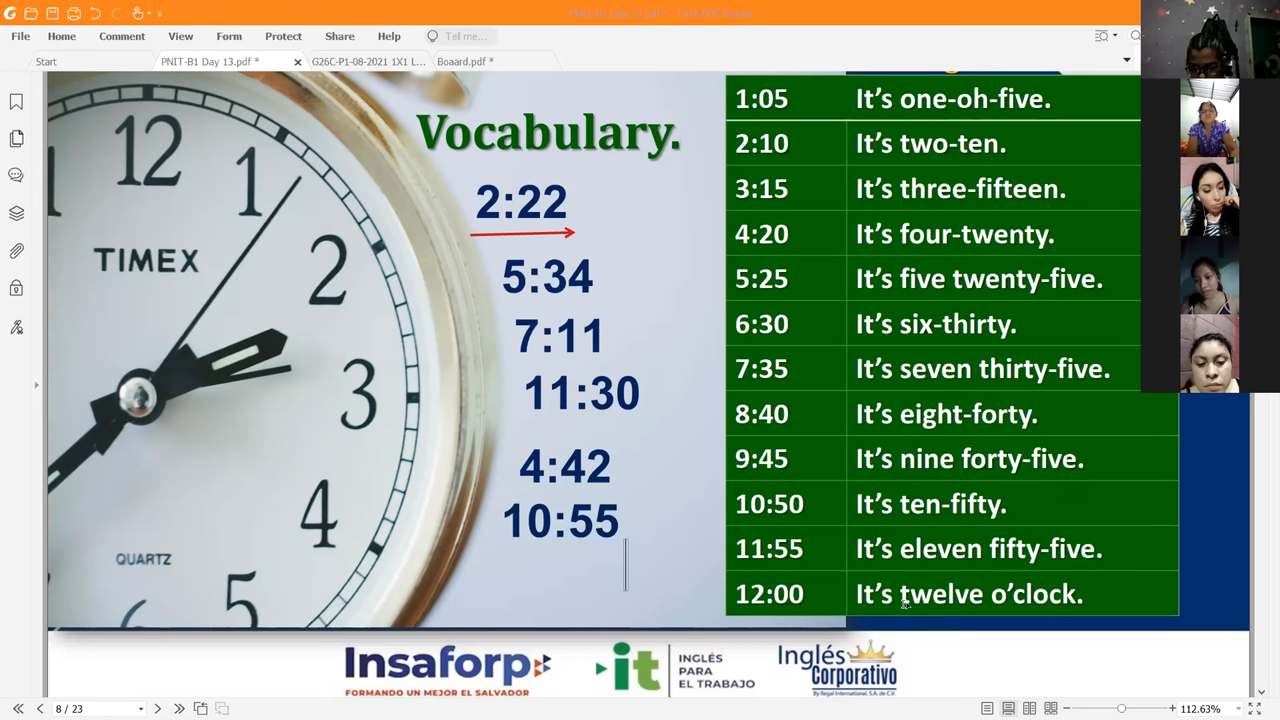 File Home Comment View Form Protect Share Help Tell me...
Start PNIT-B1 Day 13.pdf * G26C-P1-08-2021 1X1 L... Boaard.pdf *
Vocabulary.
2:22
5:34
7:11
11:30
4:42
10:55
12
1
2
3
4
5
6
TIMEX
QUARTZ
1:05 It's one-oh-five.
2:10 It's two-ten.
3:15 It's three-fifteen.
4:20 It's four-twenty.
5:25 It's five twenty-five.
6:30 It's six-thirty.
7:35 It's seven thirty-five.
8:40 It's eight-forty.
9:45 It's nine forty-five.
10:50 It's ten-fifty.
11:55 It's eleven fifty-five.
12:00 It's twelve o'clock.
Insaforp
FORMANDO UN MEJOR EL SALVADOR
it
INGLÉS
PARA
EL TRABAJO
Inglés
Corporativo
By Regal International, S.A. de C.V.
8 / 23
112.63%